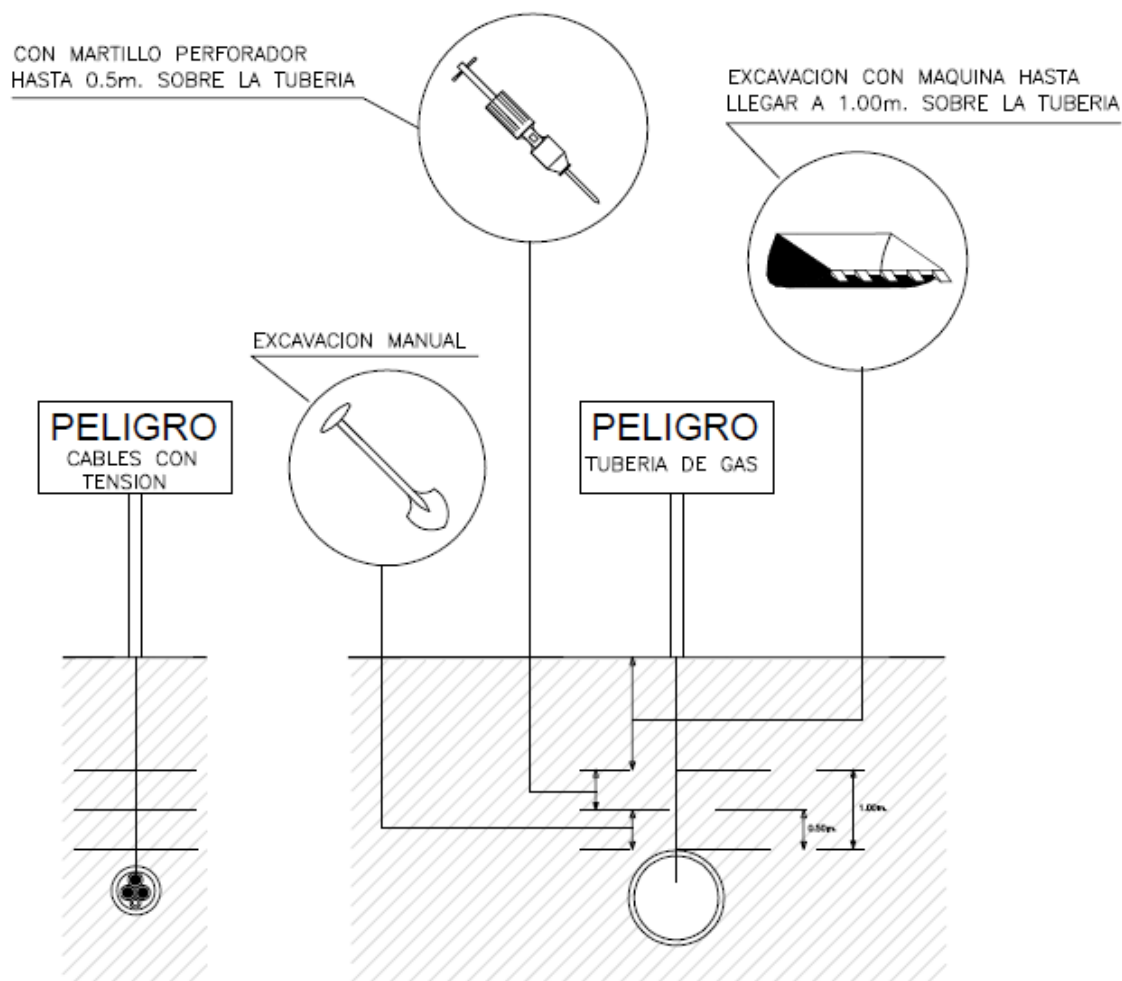 CON MARTILLO PERFORADOR
HASTA 0.5m. SOBRE LA TUBERIA
EXCAVACION CON MAQUINA HASTA
LLEGAR A 1.00m. SOBRE LA TUBERIA
EXCAVACION MANUAL
PELIGRO
CABLES CON
TENSION
PELIGRO
TUBERIA DE GAS
1.00m.
0.50m.